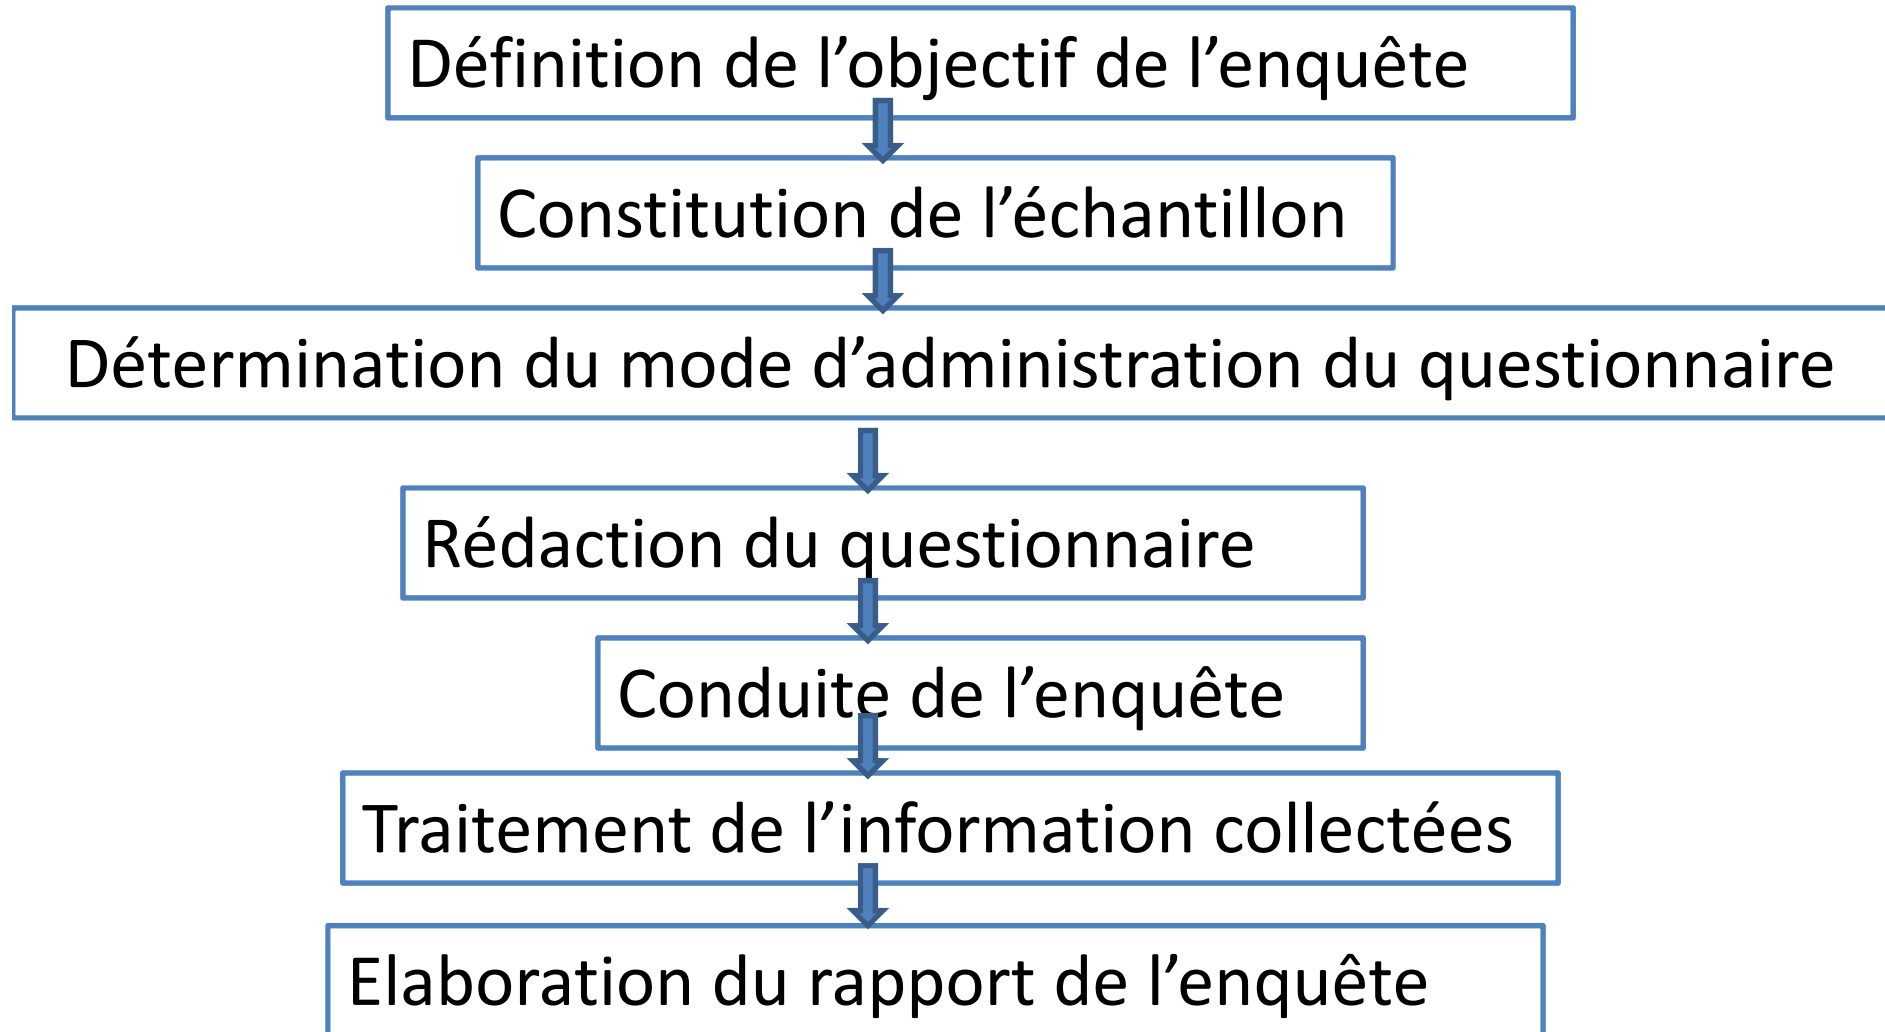 Définition de l’objectif de l’enquête
Constitution de l’échantillon
Détermination du mode d’administration du questionnaire
Rédaction du questionnaire
Conduite de l’enquête
Traitement de l’information collectées
Elaboration du rapport de l’enquête